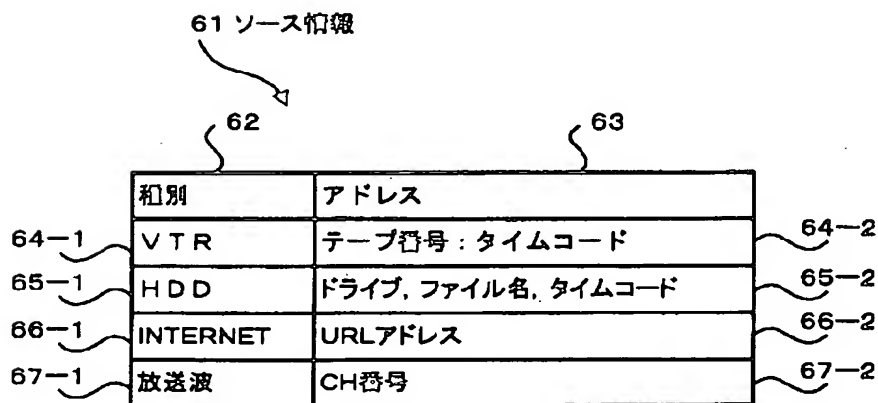 61 ソース情報
62 63
種別 アドレス
64-1 VTR テープ番号:タイムコード 64-2
65-1 HDD ドライブ, ファイル名, タイムコード 65-2
66-1 INTERNET URLアドレス 66-2
67-1 放送波 CH番号 67-2